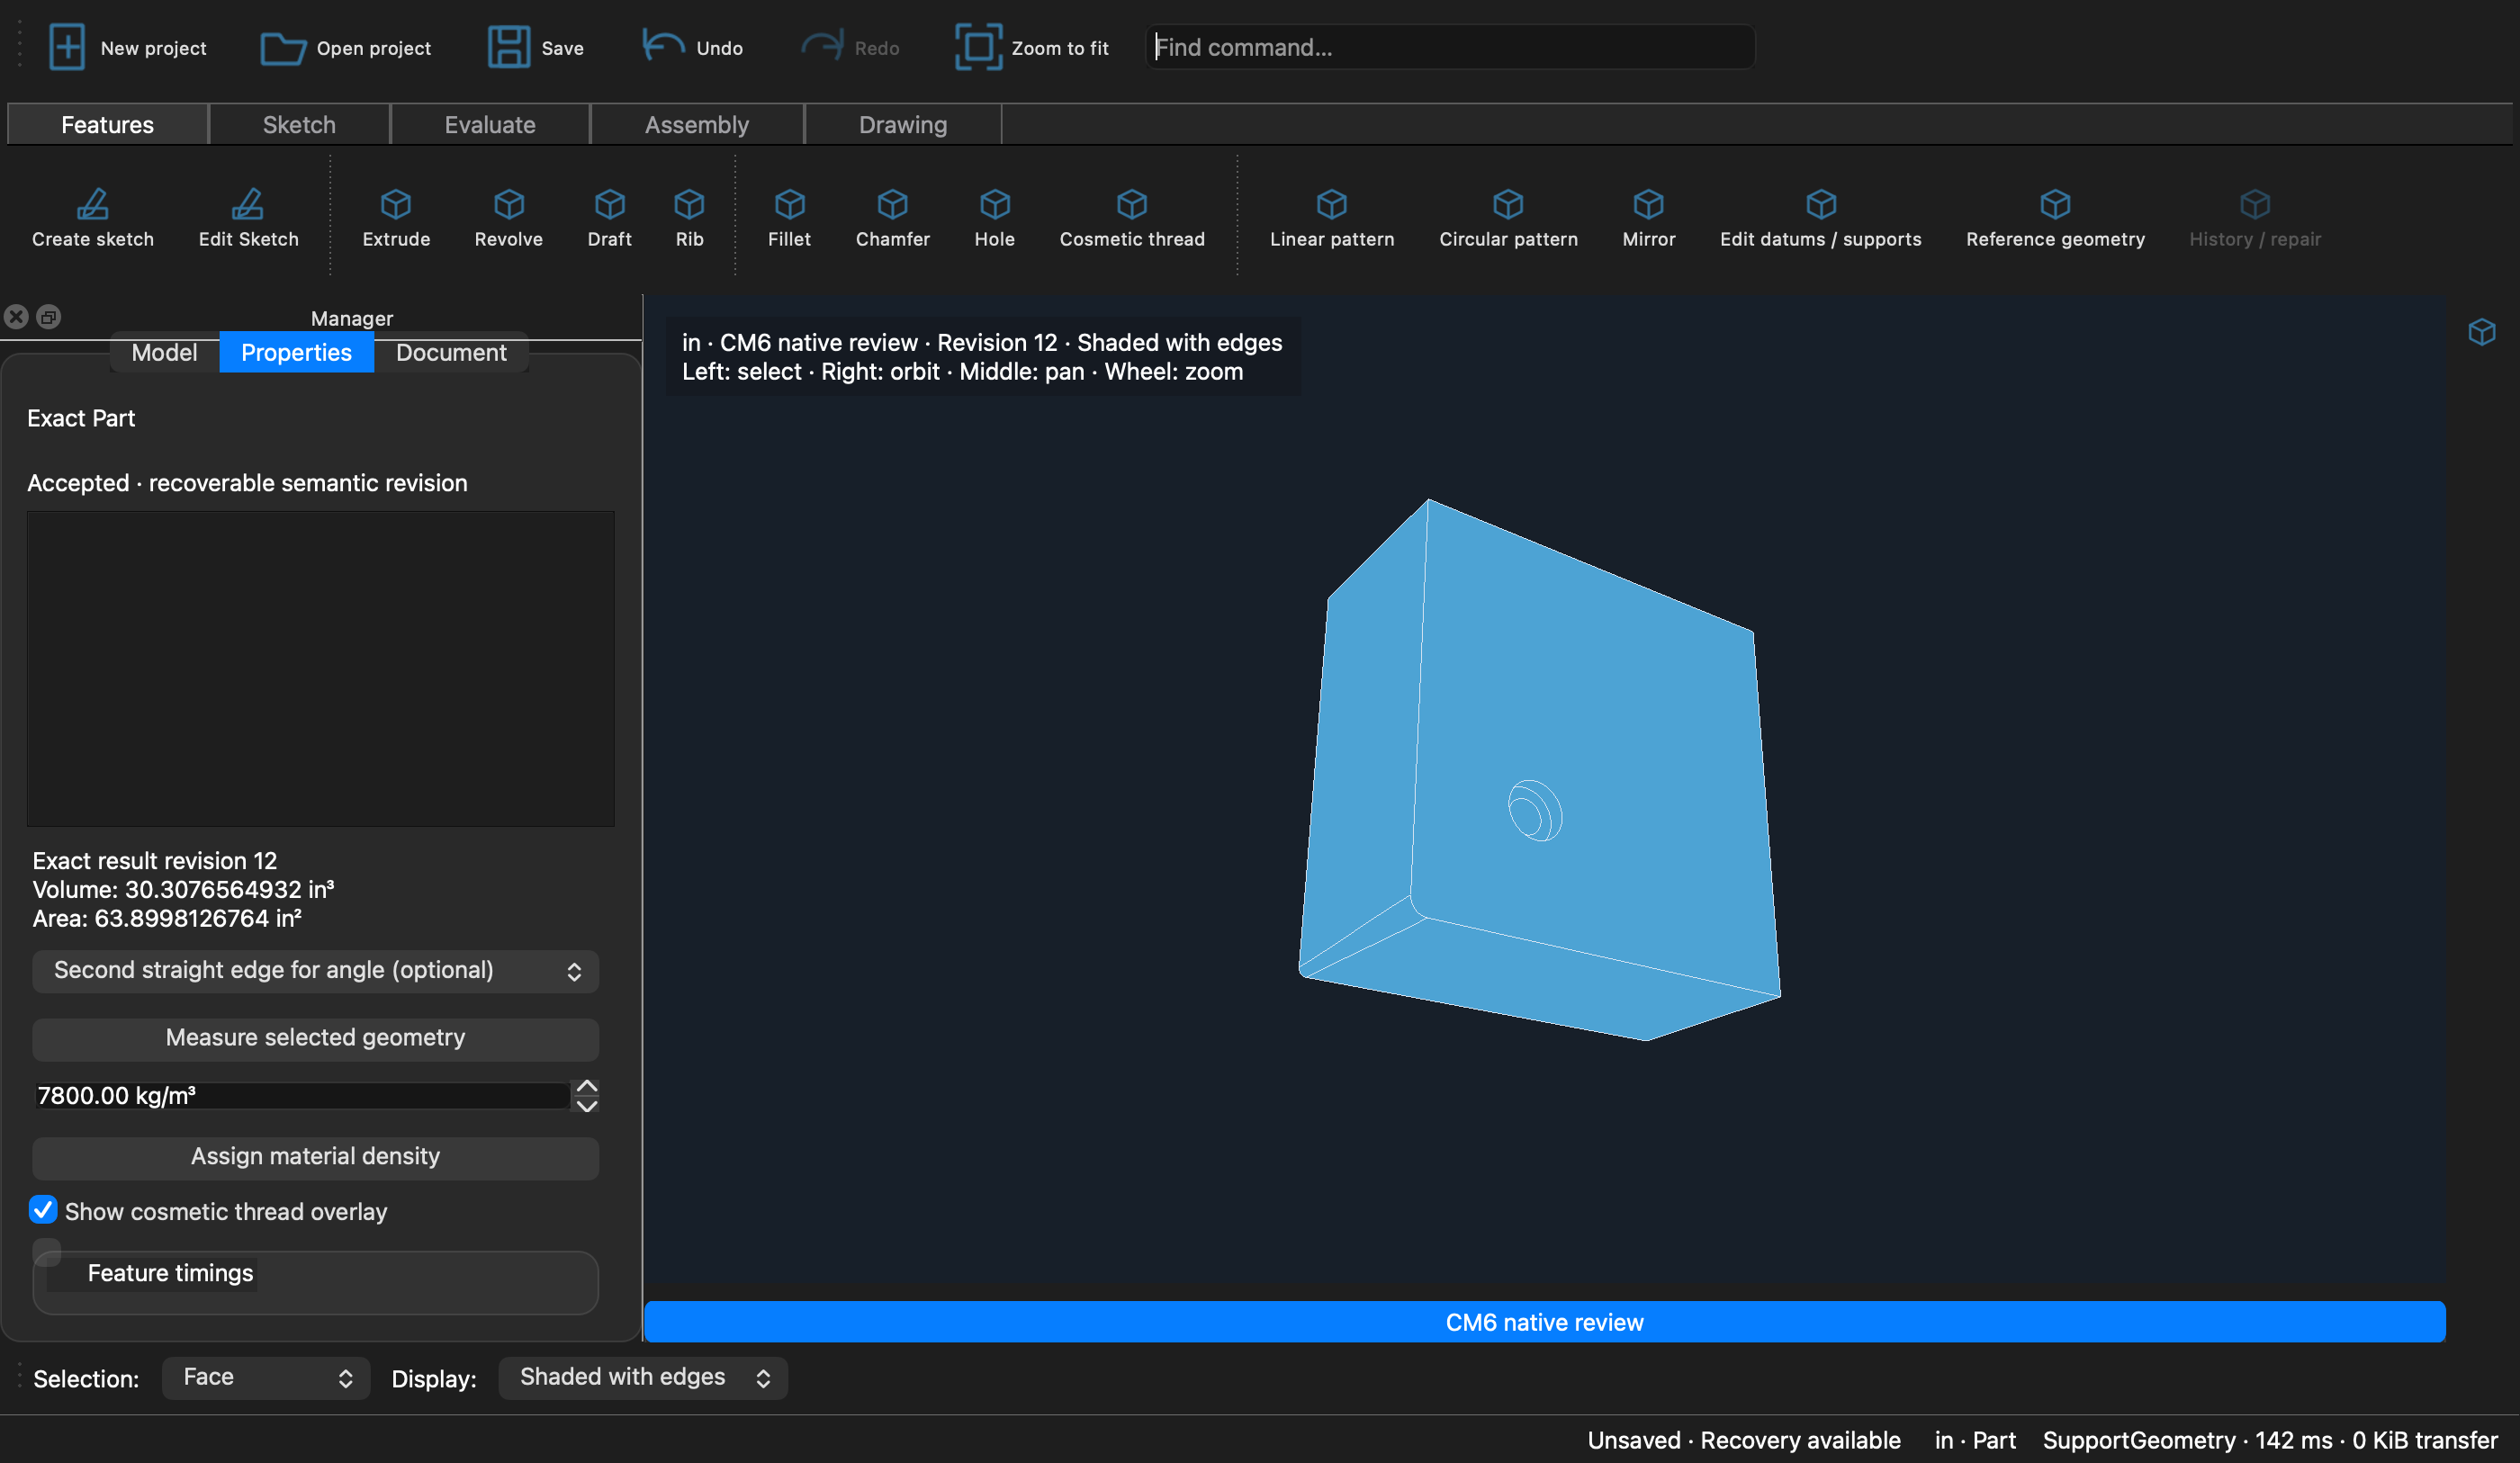 New project
Open project
Save
Undo
Redo
Zoom to fit
Find command...
Features
Sketch
Evaluate
Assembly
Drawing
Create sketch
Edit Sketch
Extrude
Revolve
Draft
Rib
Fillet
Chamfer
Hole
Cosmetic thread
Linear pattern
Circular pattern
Mirror
Edit datums / supports
Reference geometry
History / repair
Manager
Model
Properties
Document
Exact Part
Accepted · recoverable semantic revision
Exact result revision 12
Volume: 30.3076564932 in³
Area: 63.8998126764 in²
Second straight edge for angle (optional)
Measure selected geometry
7800.00 kg/m³
Assign material density
Show cosmetic thread overlay
Feature timings
in · CM6 native review · Revision 12 · Shaded with edges
Left: select · Right: orbit · Middle: pan · Wheel: zoom
CM6 native review
Selection:
Face
Display:
Shaded with edges
Unsaved · Recovery available
in · Part
SupportGeometry · 142 ms · 0 KiB transfer